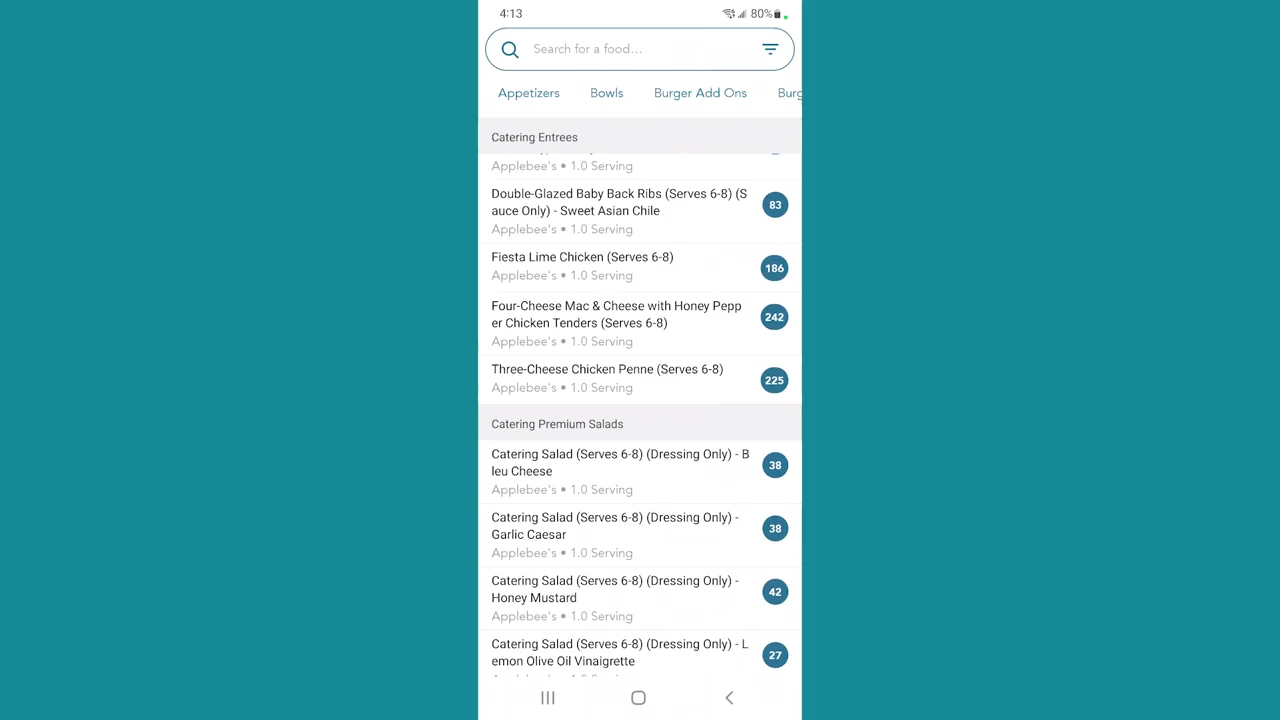 4:13
80%
Search for a food...
Appetizers
Bowls
Burger Add Ons
Burg
Catering Entrees
Applebee's • 1.0 Serving
Double-Glazed Baby Back Ribs (Serves 6-8) (S
auce Only) - Sweet Asian Chile
83
Applebee's • 1.0 Serving
Fiesta Lime Chicken (Serves 6-8)
186
Applebee's • 1.0 Serving
Four-Cheese Mac & Cheese with Honey Pepp
er Chicken Tenders (Serves 6-8)
242
Applebee's • 1.0 Serving
Three-Cheese Chicken Penne (Serves 6-8)
225
Applebee's • 1.0 Serving
Catering Premium Salads
Catering Salad (Serves 6-8) (Dressing Only) - B
leu Cheese
38
Applebee's • 1.0 Serving
Catering Salad (Serves 6-8) (Dressing Only) -
Garlic Caesar
38
Applebee's • 1.0 Serving
Catering Salad (Serves 6-8) (Dressing Only) -
Honey Mustard
42
Applebee's • 1.0 Serving
Catering Salad (Serves 6-8) (Dressing Only) - L
emon Olive Oil Vinaigrette
27